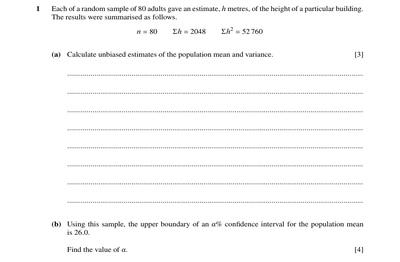 1 Each of a random sample of 80 adults gave an estimate, h metres, of the height of a particular building.
The results were summarised as follows.
n = 80 Σh = 2048 Σh² = 52 760
(a) Calculate unbiased estimates of the population mean and variance. [3]
(b) Using this sample, the upper boundary of an α% confidence interval for the population mean
is 26.0.
Find the value of α. [4]